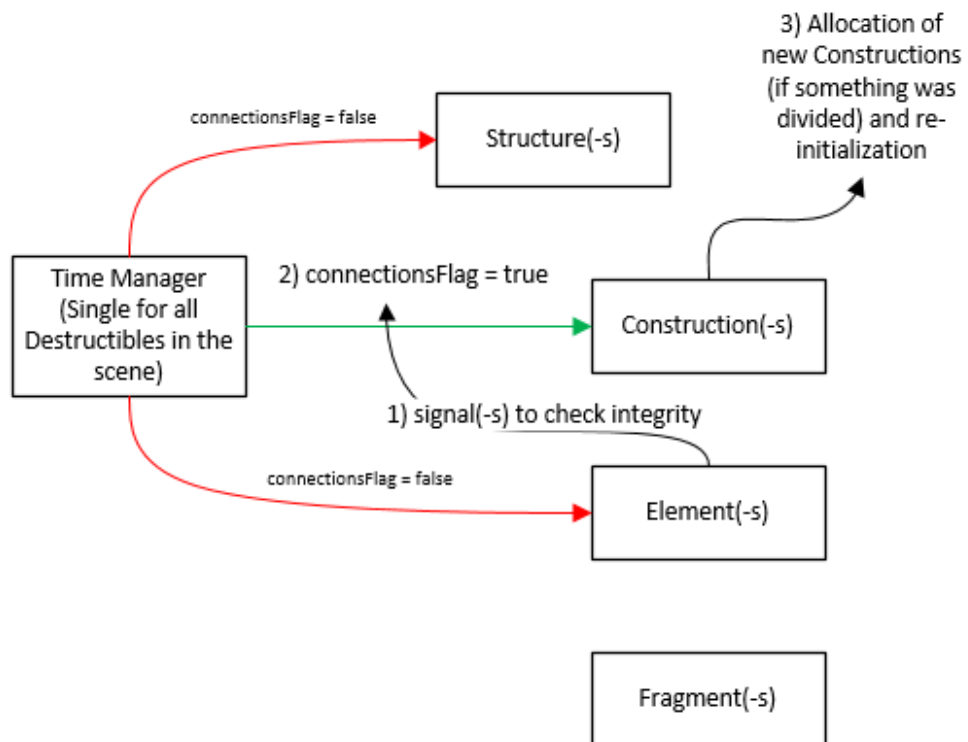 3) Allocation of
new Constructions
(if something was
divided) and re-
initialization
connectionsFlag = false
Structure(-s)
Time Manager
(Single for all
Destructibles in the
scene)
2) connectionsFlag = true
Construction(-s)
1) signal(-s) to check integrity
connectionsFlag = false
Element(-s)
Fragment(-s)